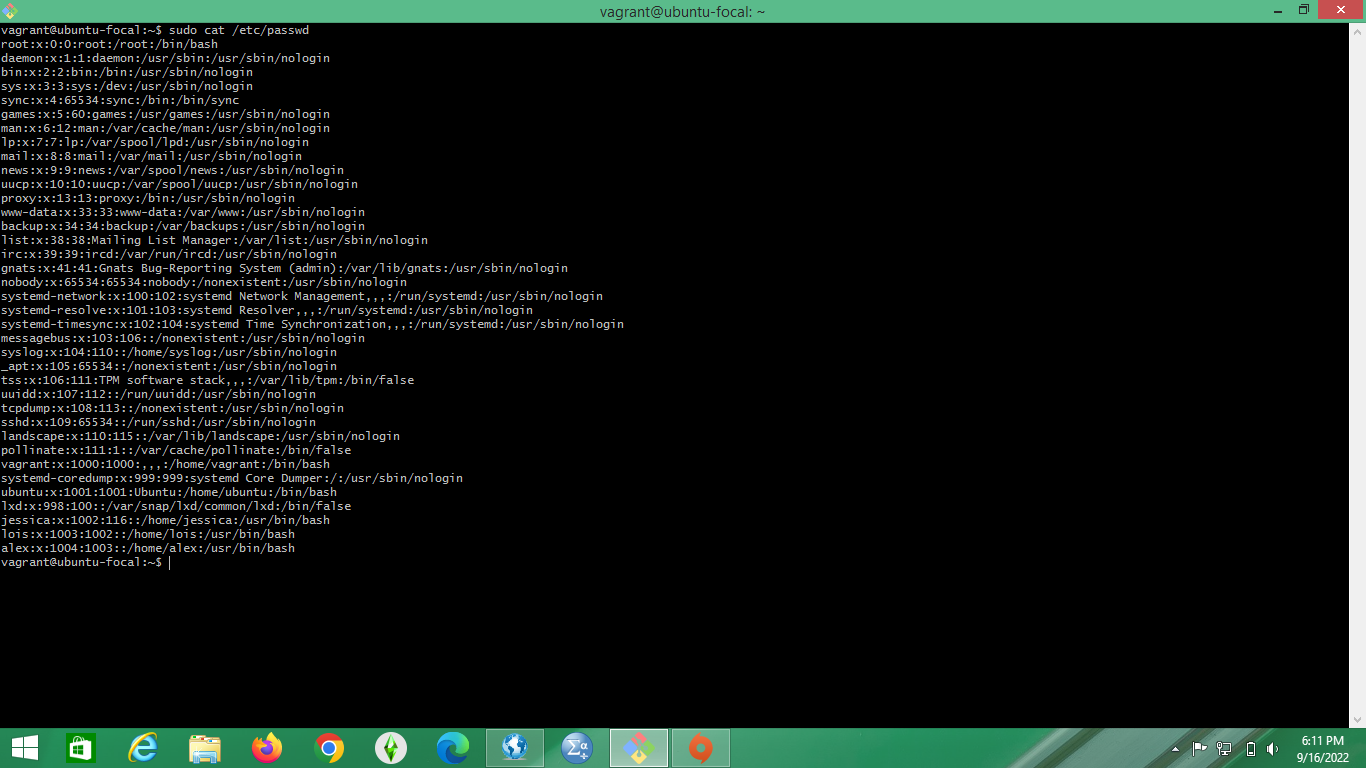 vagrant@ubuntu-focal: ~
vagrant@ubuntu-focal:~$ sudo cat /etc/passwd
root:x:0:0:root:/root:/bin/bash
daemon:x:1:1:daemon:/usr/sbin:/usr/sbin/nologin
bin:x:2:2:bin:/bin:/usr/sbin/nologin
sys:x:3:3:sys:/dev:/usr/sbin/nologin
sync:x:4:65534:sync:/bin:/bin/sync
games:x:5:60:games:/usr/games:/usr/sbin/nologin
man:x:6:12:man:/var/cache/man:/usr/sbin/nologin
lp:x:7:7:lp:/var/spool/lpd:/usr/sbin/nologin
mail:x:8:8:mail:/var/mail:/usr/sbin/nologin
news:x:9:9:news:/var/spool/news:/usr/sbin/nologin
uucp:x:10:10:uucp:/var/spool/uucp:/usr/sbin/nologin
proxy:x:13:13:proxy:/bin:/usr/sbin/nologin
www-data:x:33:33:www-data:/var/www:/usr/sbin/nologin
backup:x:34:34:backup:/var/backups:/usr/sbin/nologin
list:x:38:38:Mailing List Manager:/var/list:/usr/sbin/nologin
irc:x:39:39:ircd:/var/run/ircd:/usr/sbin/nologin
gnats:x:41:41:Gnats Bug-Reporting System (admin):/var/lib/gnats:/usr/sbin/nologin
nobody:x:65534:65534:nobody:/nonexistent:/usr/sbin/nologin
systemd-network:x:100:102:systemd Network Management,,,:/run/systemd:/usr/sbin/nologin
systemd-resolve:x:101:103:systemd Resolver,,,:/run/systemd:/usr/sbin/nologin
systemd-timesync:x:102:104:systemd Time Synchronization,,,:/run/systemd:/usr/sbin/nologin
messagebus:x:103:106::/nonexistent:/usr/sbin/nologin
syslog:x:104:110::/home/syslog:/usr/sbin/nologin
_apt:x:105:65534::/nonexistent:/usr/sbin/nologin
tss:x:106:111:TPM software stack,,,:/var/lib/tpm:/bin/false
uuidd:x:107:112::/run/uuidd:/usr/sbin/nologin
tcpdump:x:108:113::/nonexistent:/usr/sbin/nologin
sshd:x:109:65534::/run/sshd:/usr/sbin/nologin
landscape:x:110:115::/var/lib/landscape:/usr/sbin/nologin
pollinate:x:111:1::/var/cache/pollinate:/bin/false
vagrant:x:1000:1000:,,,:/home/vagrant:/bin/bash
systemd-coredump:x:999:999:systemd Core Dumper:/:/usr/sbin/nologin
ubuntu:x:1001:1001:Ubuntu:/home/ubuntu:/bin/bash
lxd:x:998:100::/var/snap/lxd/common/lxd:/bin/false
jessica:x:1002:116::/home/jessica:/usr/bin/bash
lois:x:1003:1002::/home/lois:/usr/bin/bash
alex:x:1004:1003::/home/alex:/usr/bin/bash
vagrant@ubuntu-focal:~$
6:11 PM
9/16/2022